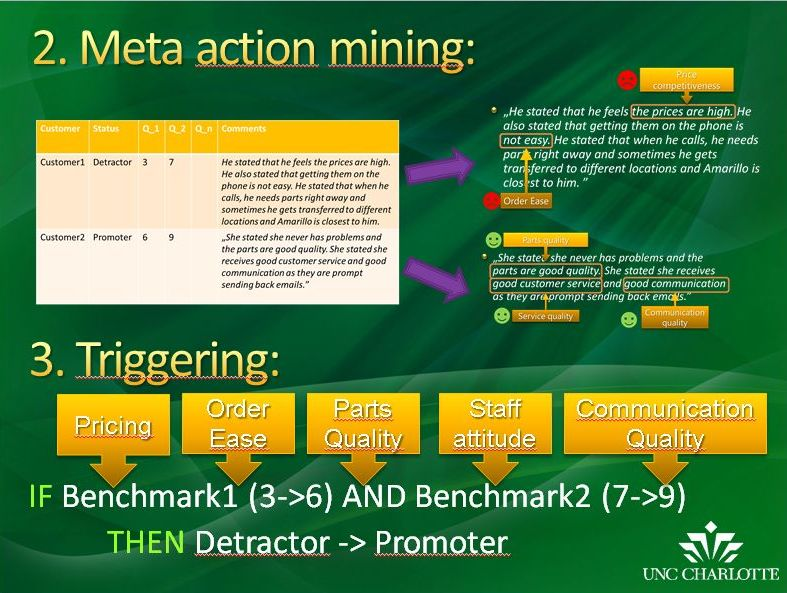 2. Meta action mining:
Customer Status Q_1 Q_2 Q_n Comments
Customer1 Detractor 3 7 He stated that he feels the prices are high.
He also stated that getting them on the
phone is not easy. He stated that when he
calls, he needs parts right away and
sometimes he gets transferred to different
locations and Amarillo is closest to him.
Customer2 Promoter 6 9 „She stated she never has problems and
the parts are good quality. She stated she
receives good customer service and good
communication as they are prompt
sending back emails.”
Price
competitiveness
„He stated that he feels the prices are high. He
also stated that getting them on the phone is
not easy. He stated that when he calls, he needs
parts right away and sometimes he gets
transferred to different locations and Amarillo is
closest to him. ”
Order Ease
Parts quality
„She stated she never has problems and the
parts are good quality. She stated she receives
good customer service and good communication
as they are prompt sending back emails.”
Service quality
Communication
quality
3. Triggering:
Pricing
Order
Ease
Parts
Quality
Staff
attitude
Communication
Quality
IF Benchmark1 (3->6) AND Benchmark2 (7->9)
THEN Detractor -> Promoter
UNC CHARLOTTE